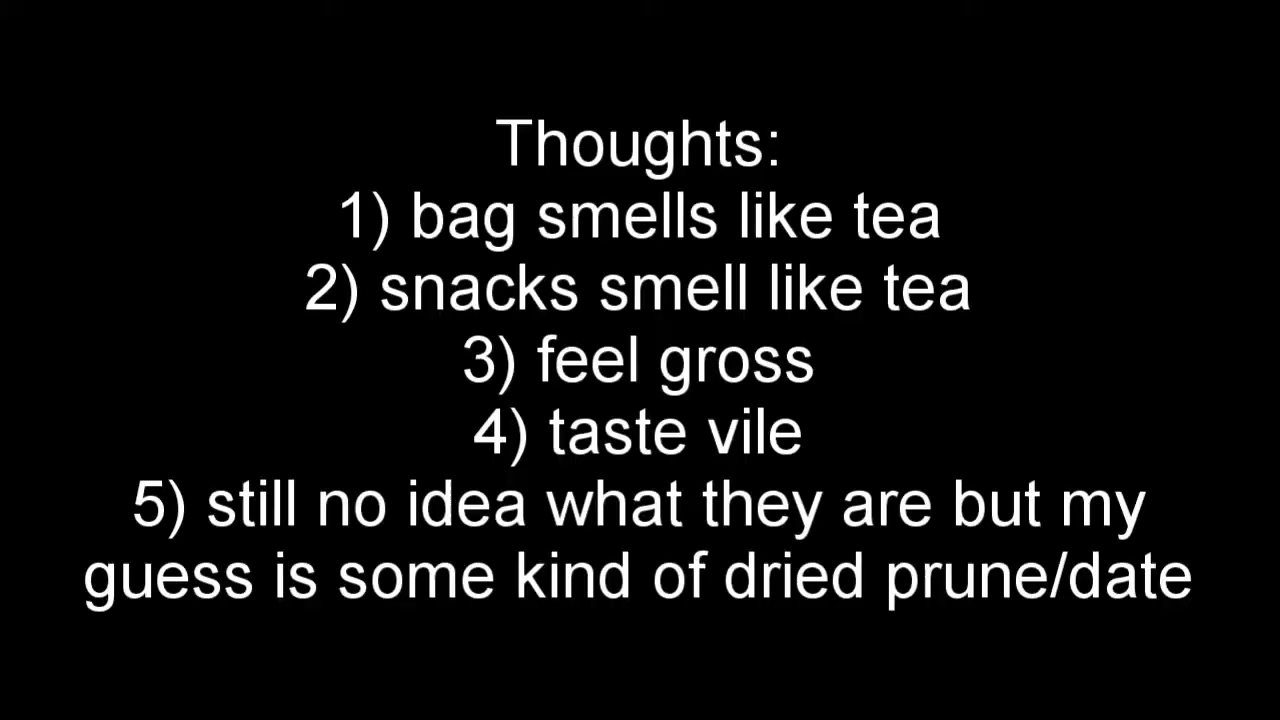 Thoughts:
1) bag smells like tea
2) snacks smell like tea
3) feel gross
4) taste vile
5) still no idea what they are but my
guess is some kind of dried prune/date